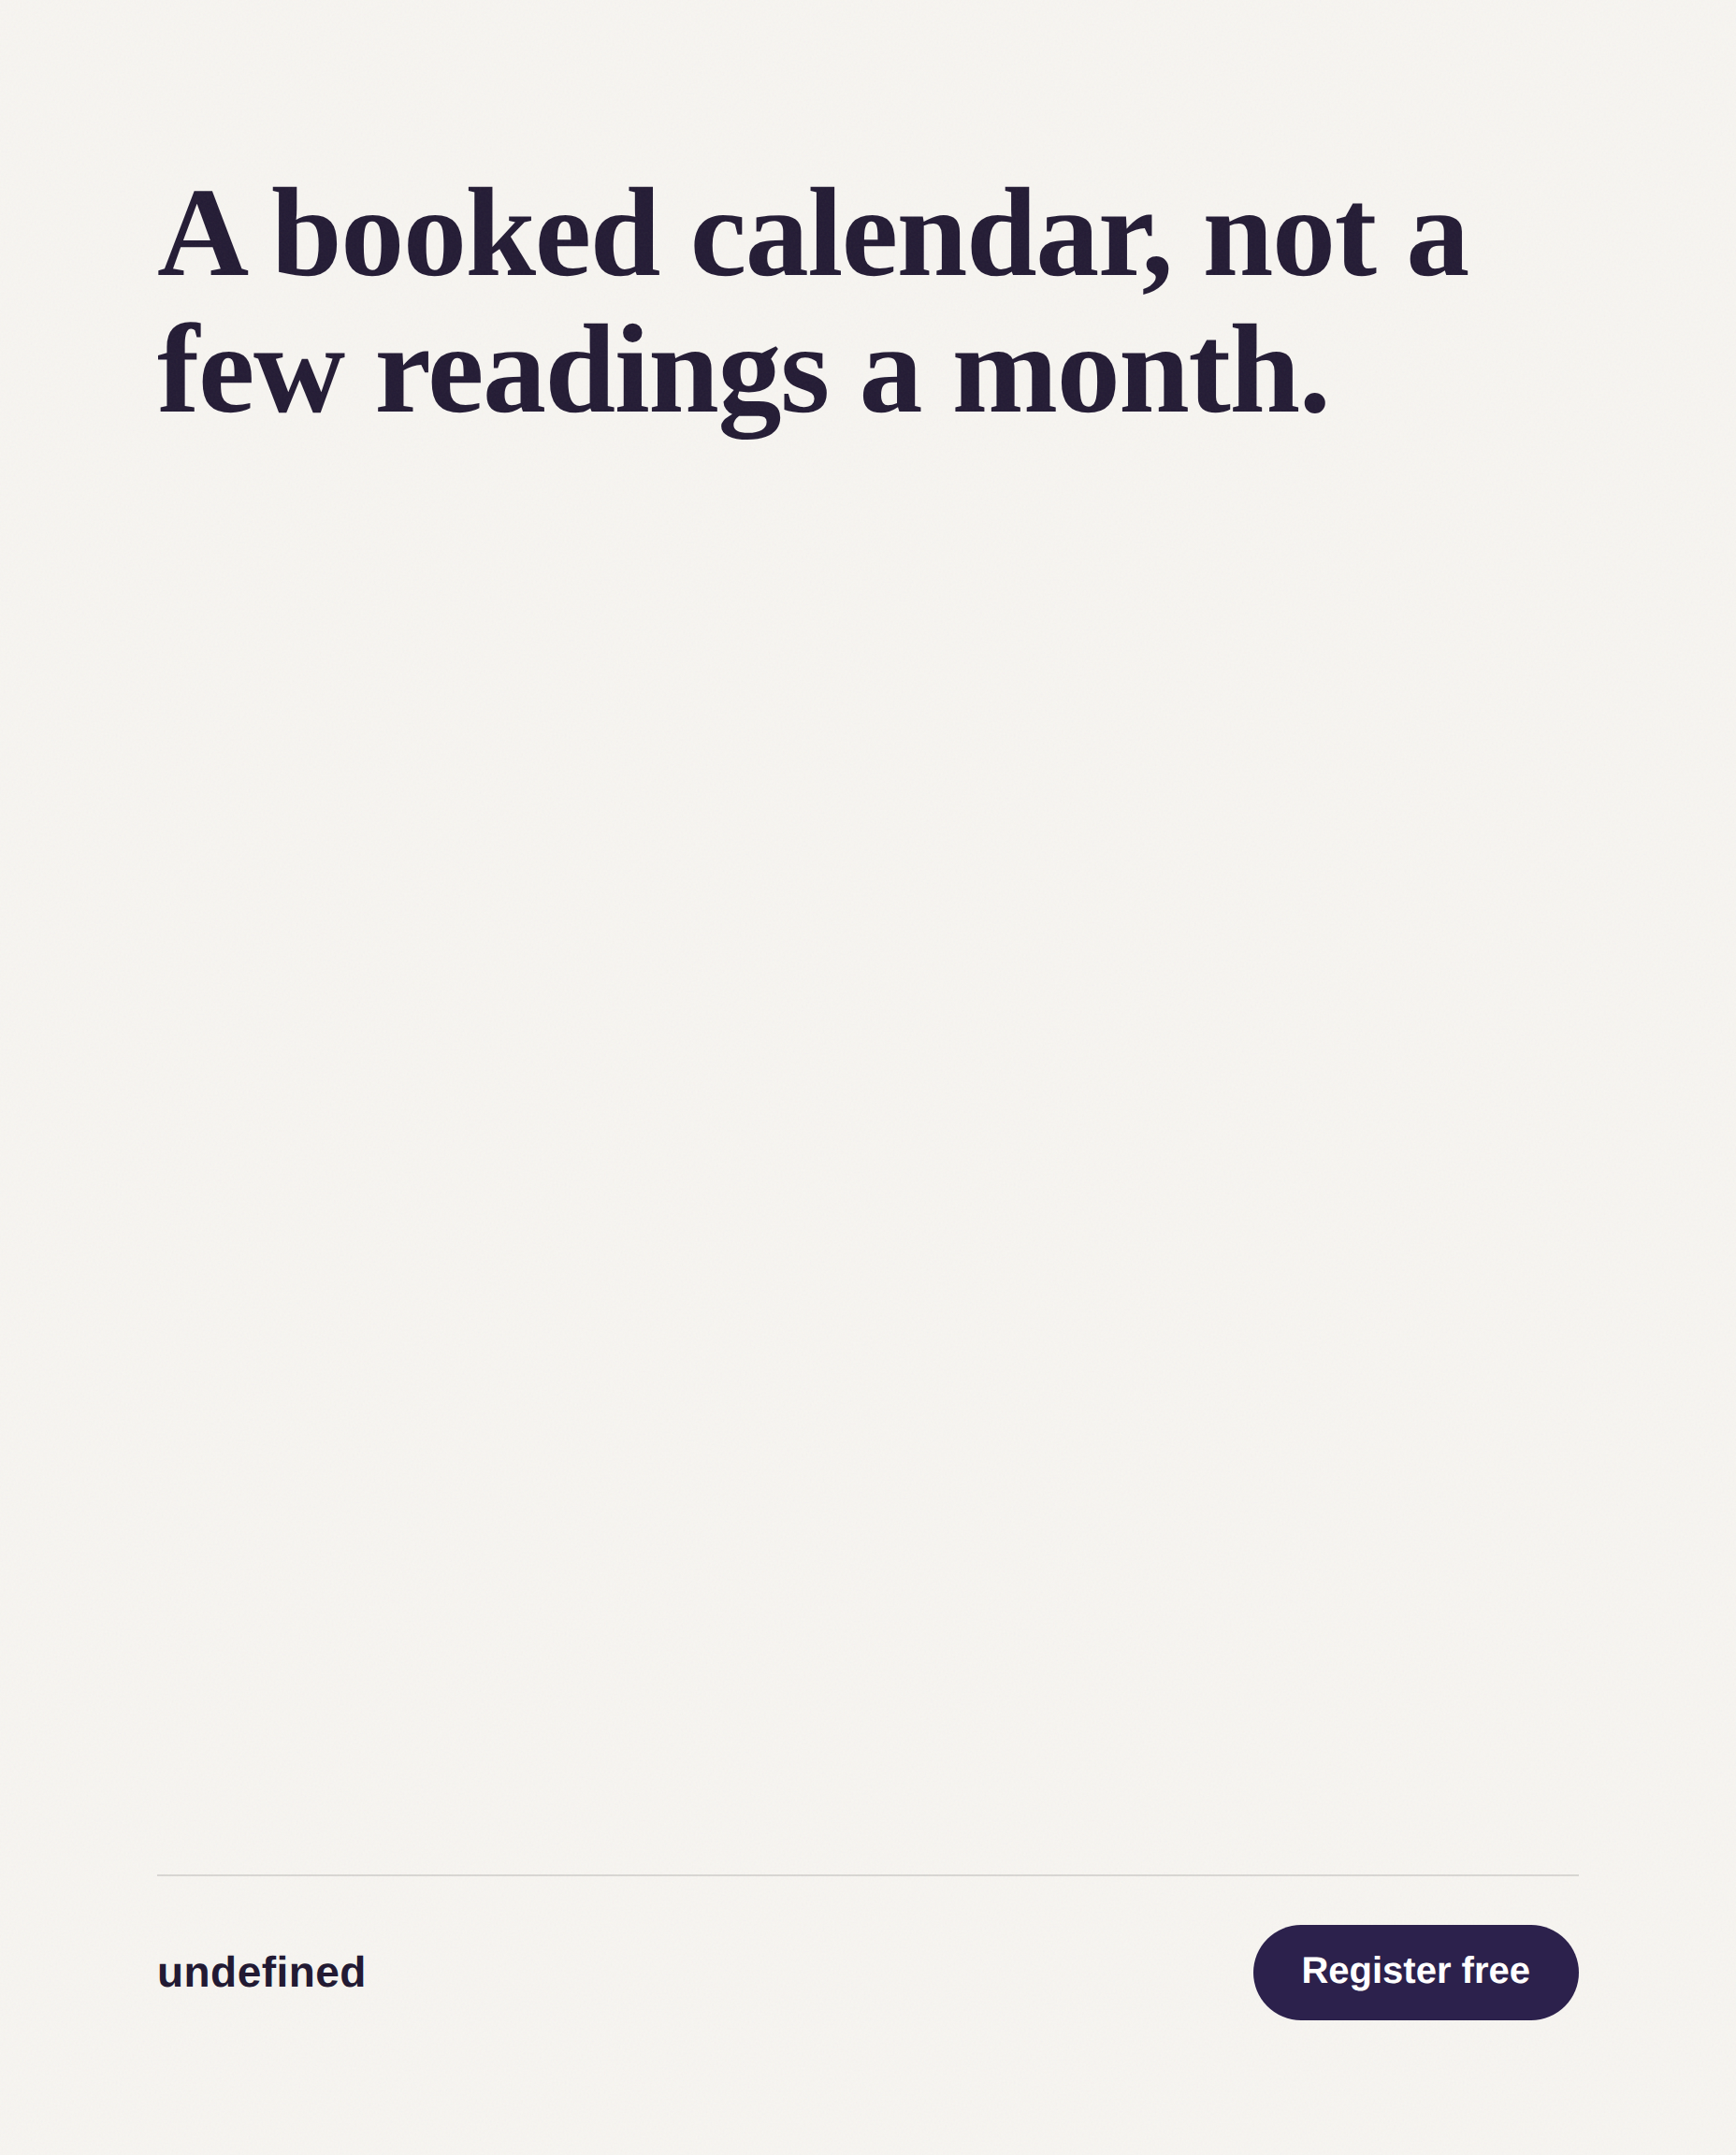 A booked calendar, not a
few readings a month.
undefined
Register free